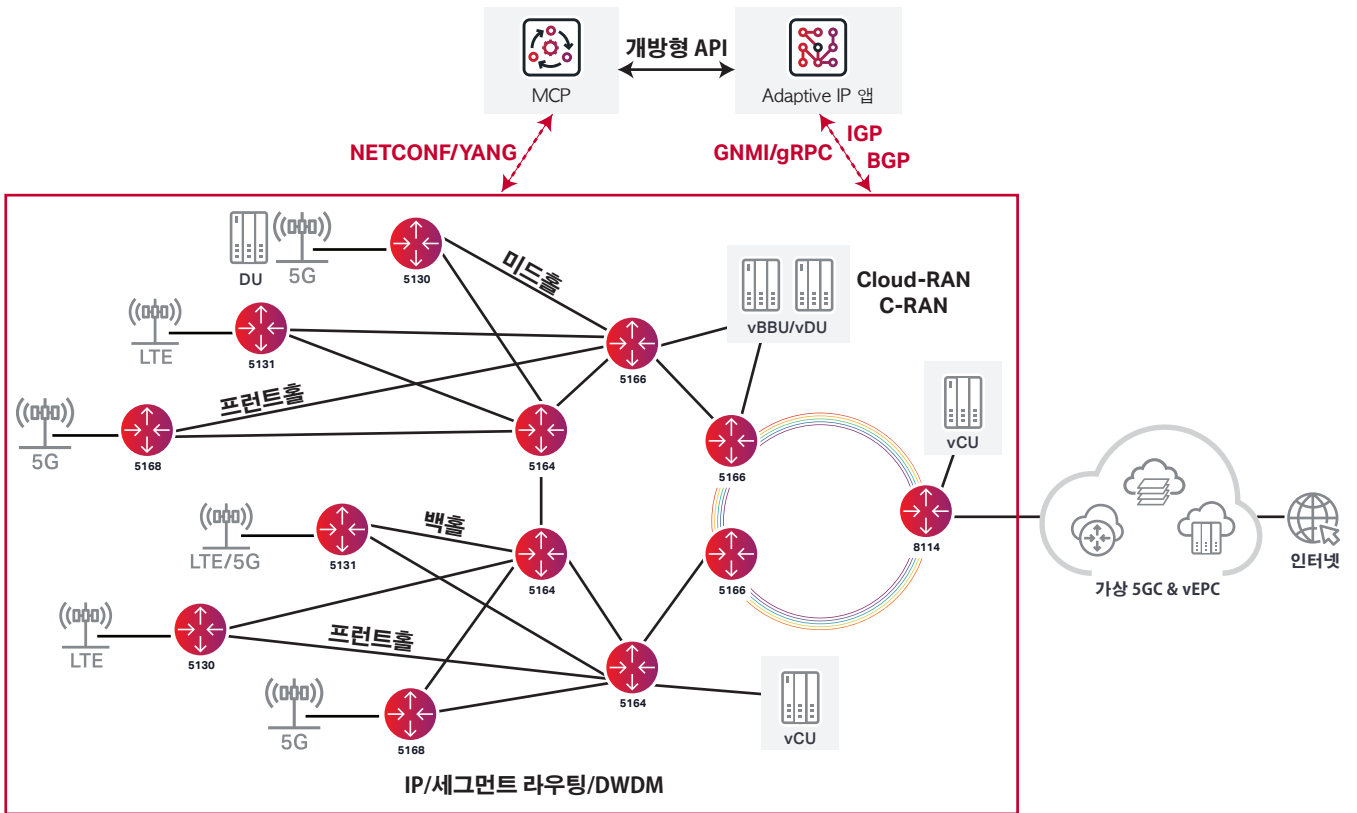 개방형 API
MCP
Adaptive IP 앱
NETCONF/YANG
GNMI/gRPC
IGP
BGP
DU
5G
5130
미드홀
LTE
5131
5166
vBBU/vDU
Cloud-RAN
C-RAN
프런트홀
5G
5168
5164
5166
vCU
LTE/5G
5131
백홀
5164
5166
8114
가상 5GC & vEPC
인터넷
LTE
5130
프런트홀
5164
5G
5168
vCU
IP/세그먼트 라우팅/DWDM